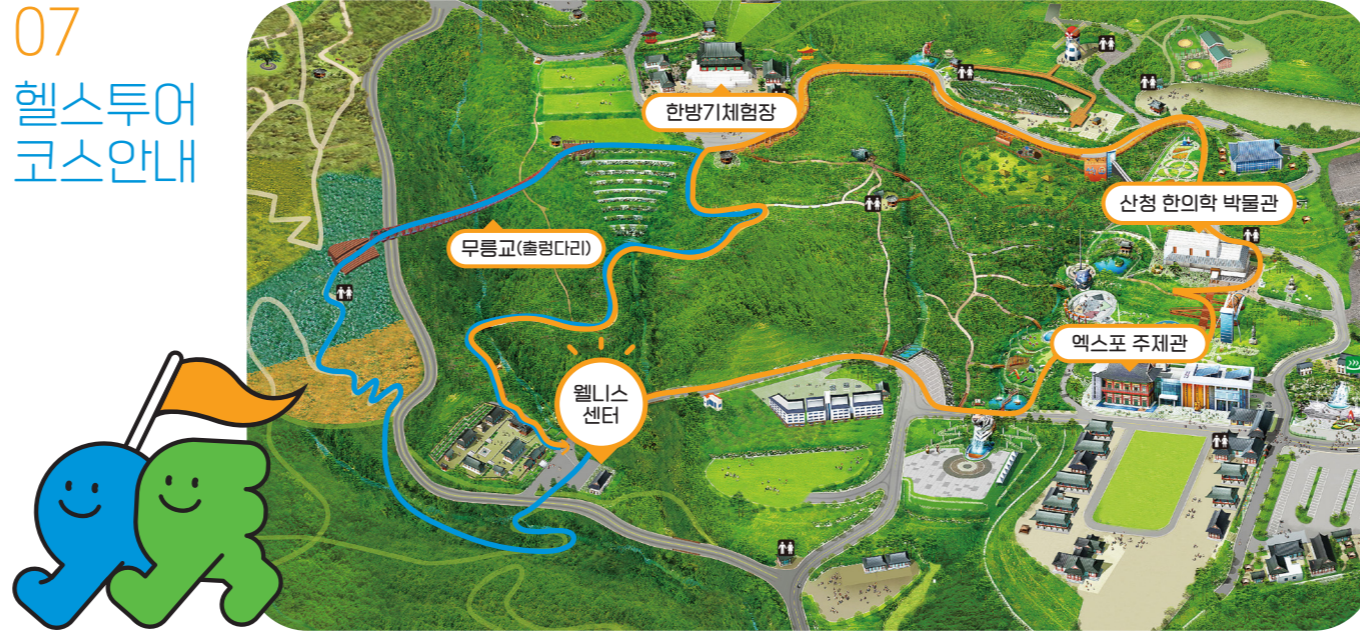 07
헬스투어
코스안내
한방기체험장
산청 한의학 박물관
무릉교(출렁다리)
엑스포 주제관
웰니스
센터